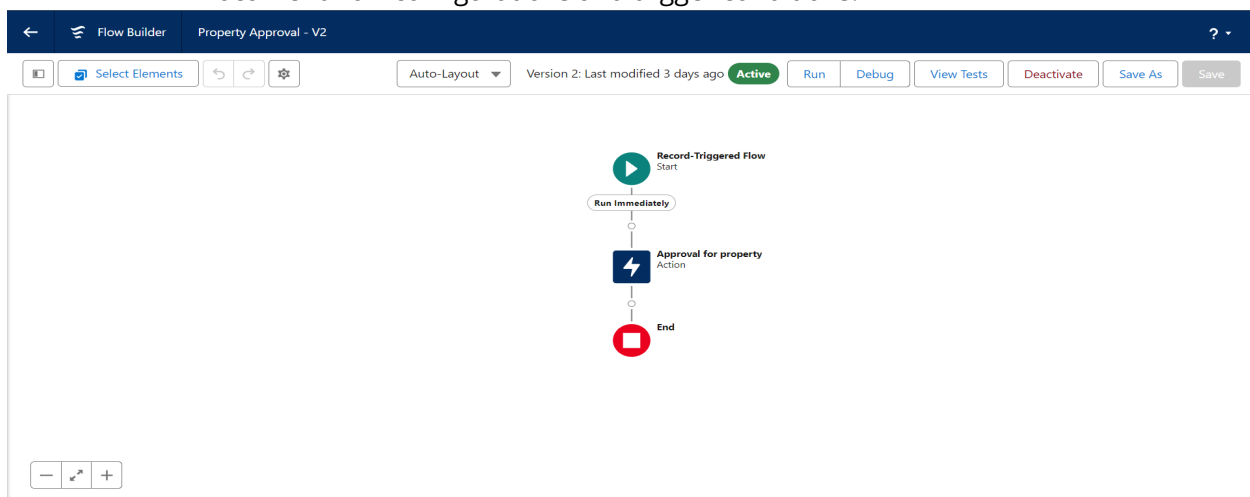 Flow Builder Property Approval - V2 ?
Select Elements Auto-Layout Version 2: Last modified 3 days ago Active Run Debug View Tests Deactivate Save As Save
Record-Triggered Flow
Start
Run Immediately
Approval for property
Action
End